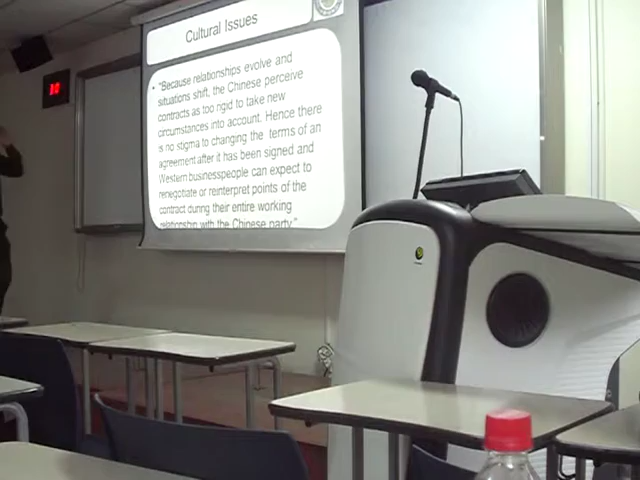 Cultural Issues
• "Because relationships evolve and
situations shift, the Chinese perceive
contracts as too rigid to take new
circumstances into account. Hence there
is no stigma to changing the terms of an
agreement after it has been signed and
Western businesspeople can expect to
renegotiate or reinterpret points of the
contract during their entire working
relationship with the Chinese party."